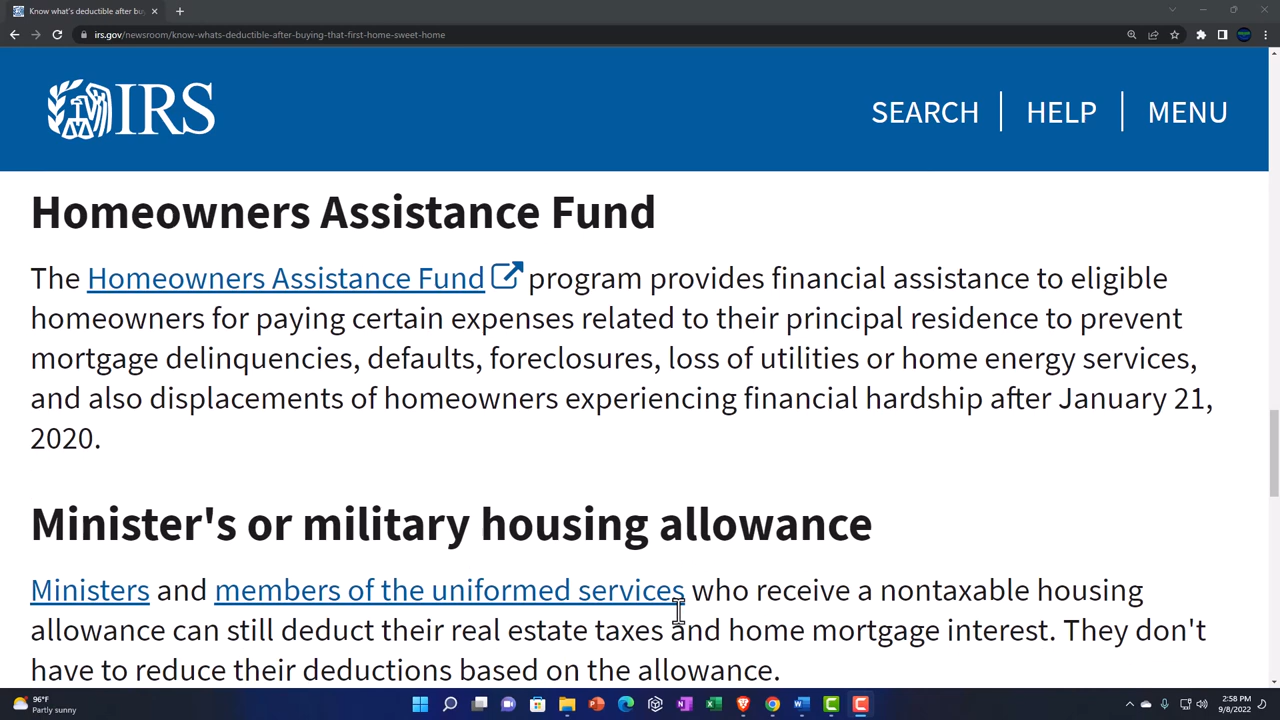 Know what's deductible after bu
irs.gov/newsroom/know-whats-deductible-after-buying-that-first-home-sweet-home
IRS
SEARCH
HELP
MENU
Homeowners Assistance Fund
The Homeowners Assistance Fund program provides financial assistance to eligible
homeowners for paying certain expenses related to their principal residence to prevent
mortgage delinquencies, defaults, foreclosures, loss of utilities or home energy services,
and also displacements of homeowners experiencing financial hardship after January 21,
2020.
Minister's or military housing allowance
Ministers and members of the uniformed services who receive a nontaxable housing
allowance can still deduct their real estate taxes and home mortgage interest. They don't
have to reduce their deductions based on the allowance.
96°F
Partly sunny
2:58 PM
9/8/2022